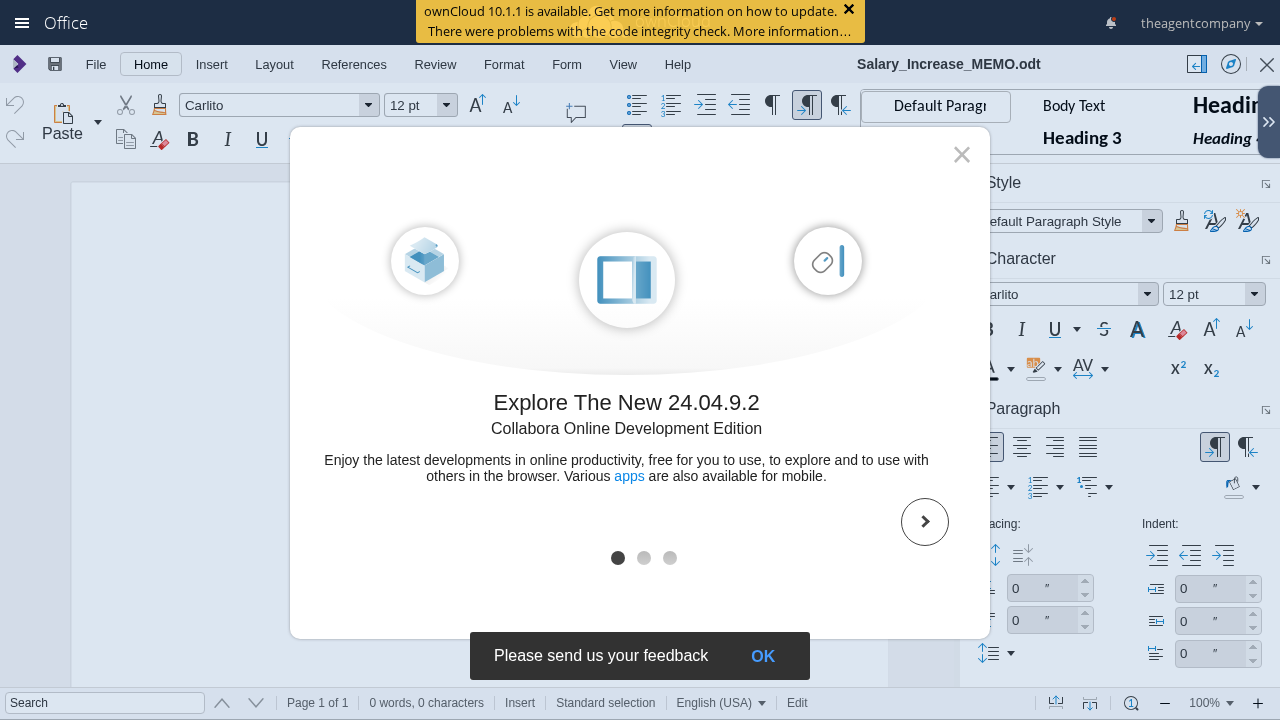 Office
ownCloud 10.1.1 is available. Get more information on how to update.
There were problems with the code integrity check. More information…
theagentcompany
File
Home
Insert
Layout
References
Review
Format
Form
View
Help
Salary_Increase_MEMO.odt
Paste
Carlito
12 pt
Default Paragr
Body Text
Headin
Heading 3
Heading
Style
efault Paragraph Style
Character
arlito
12 pt
Paragraph
acing:
Indent:
0 ″
0 ″
0 ″
0 ″
0 ″
Explore The New 24.04.9.2
Collabora Online Development Edition
Enjoy the latest developments in online productivity, free for you to use, to explore and to use with
others in the browser. Various apps are also available for mobile.
Please send us your feedback
OK
Search
Page 1 of 1
0 words, 0 characters
Insert
Standard selection
English (USA)
Edit
100%